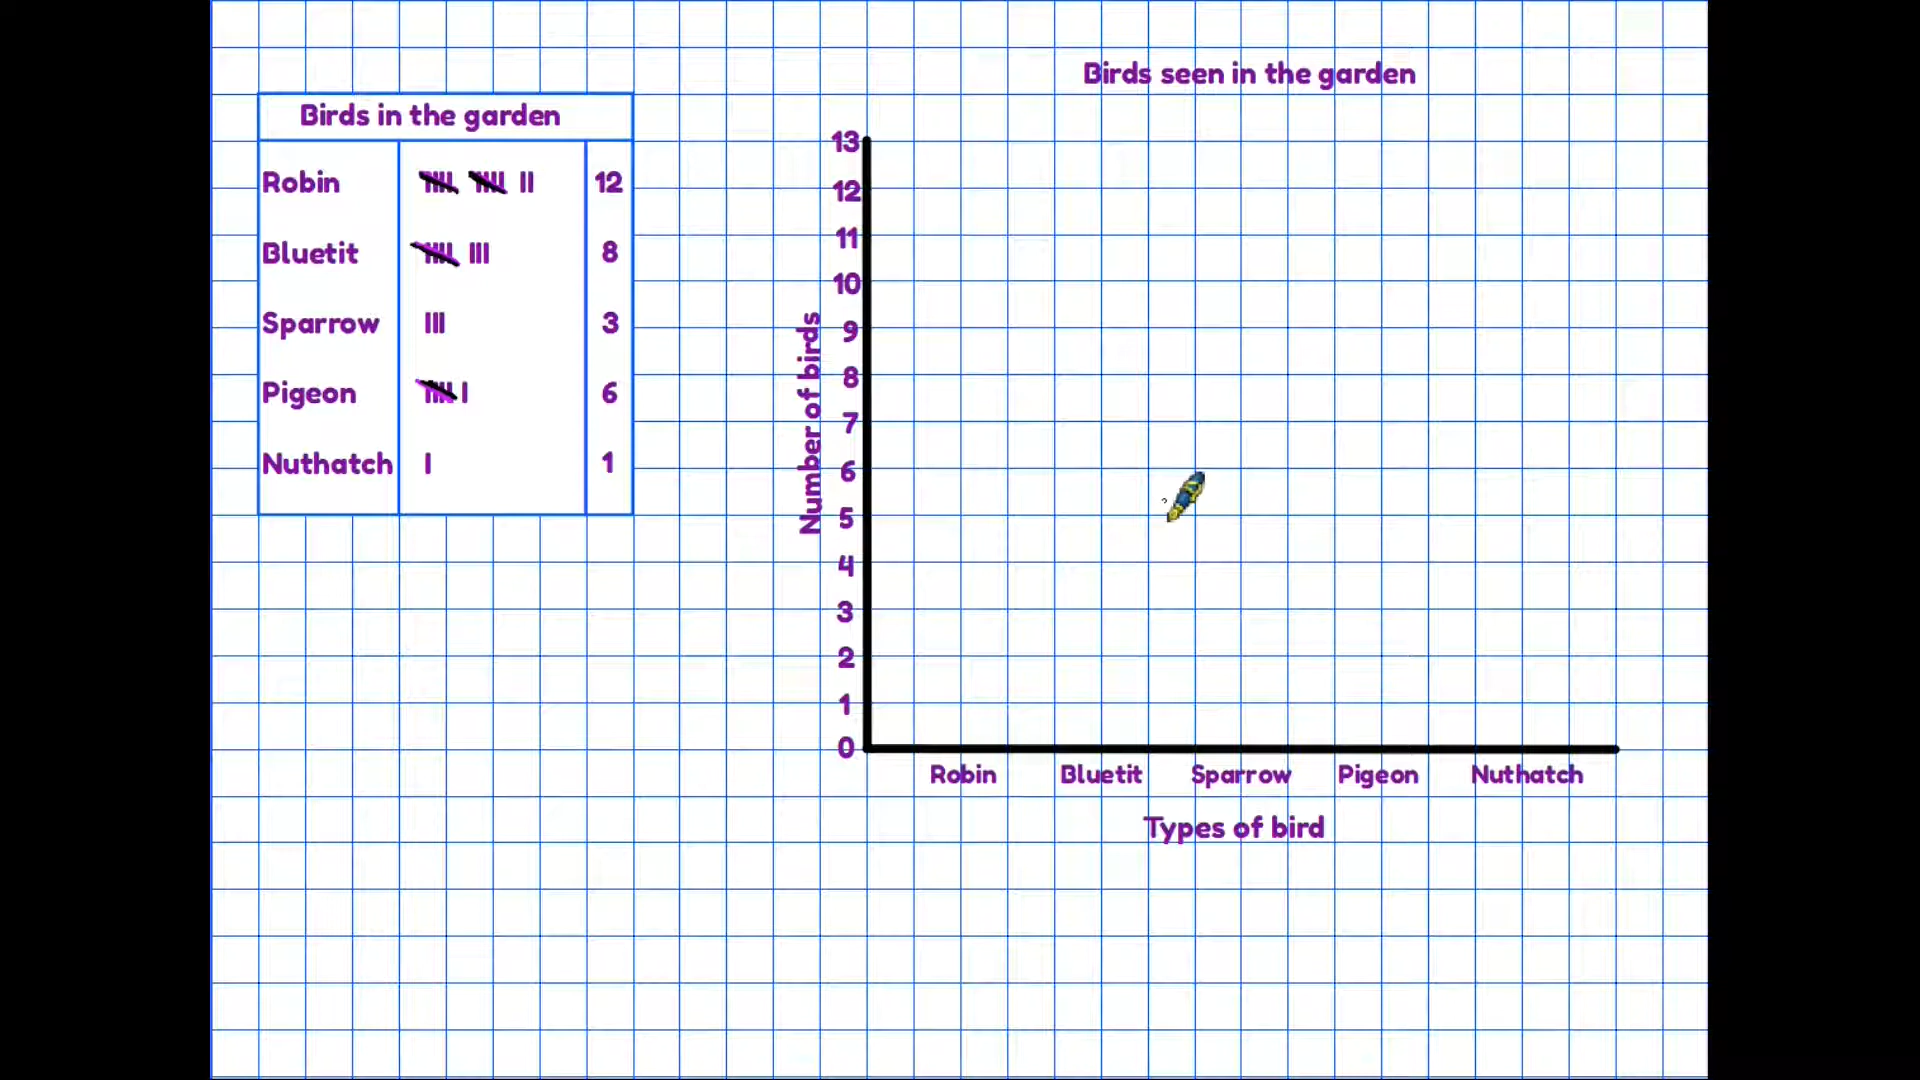 Birds in the garden
Robin 12
Bluetit 8
Sparrow 3
Pigeon 6
Nuthatch 1
Birds seen in the garden
Number of birds
13
12
11
10
9
8
7
6
5
4
3
2
1
0
Robin Bluetit Sparrow Pigeon Nuthatch
Types of bird